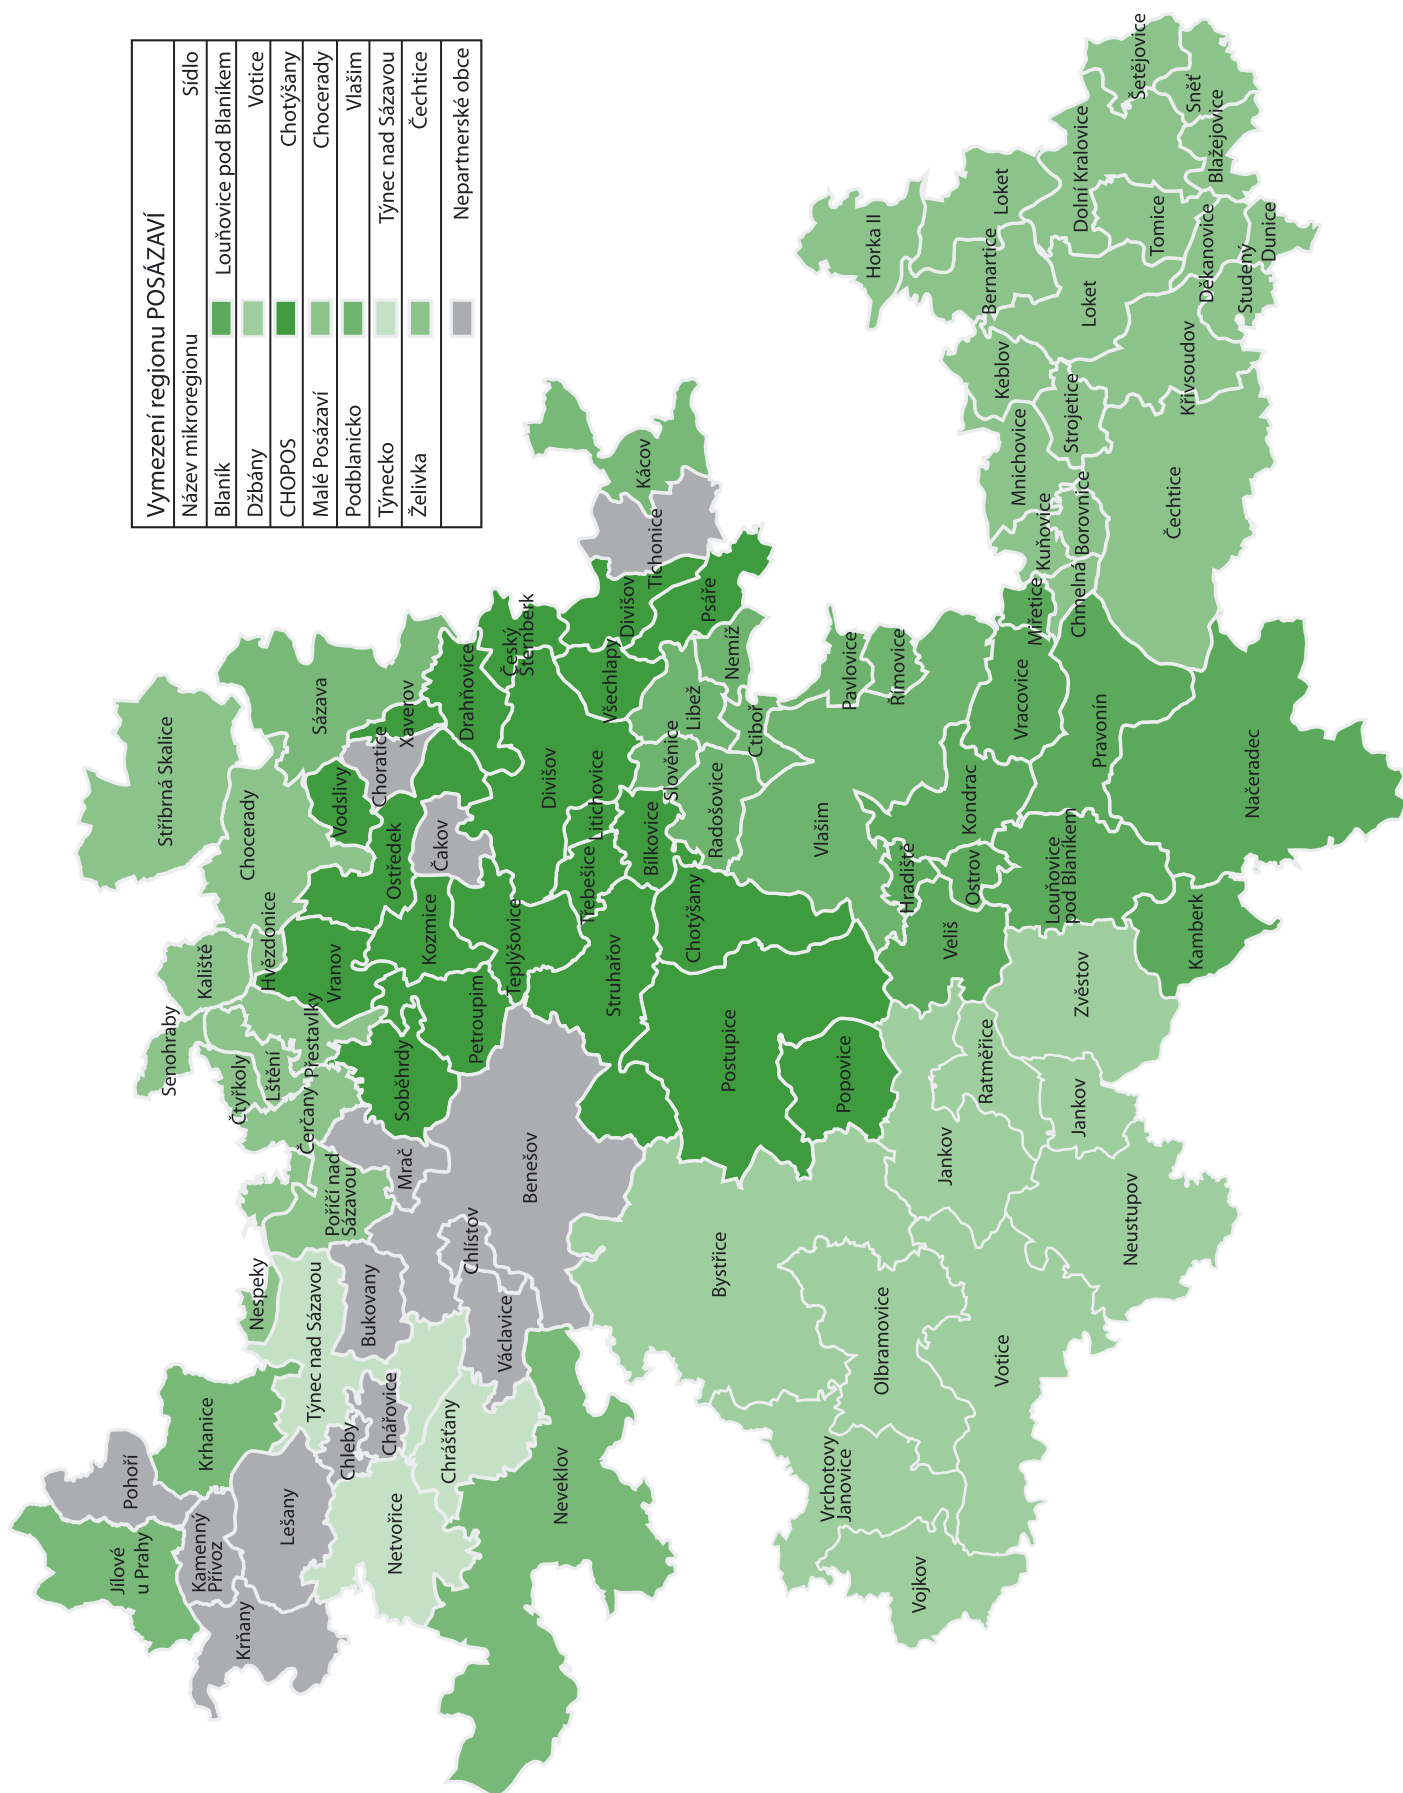 Vymezení regionu POSÁZAVÍ
Název mikroregionu Sídlo
Blaník Louňovice pod Blaníkem
Džbány Votice
CHOPOS Chotýšany
Malé Posázaví Chocerady
Podblanicko Vlašim
Týnecko Týnec nad Sázavou
Želivka Čechtice
Nepartnerské obce
Jílové
u Prahy
Pohoří
Kamenný
Přívoz
Krňany
Krhanice
Lešany
Nespeky
Týnec nad Sázavou
Chleby
Chářovice
Netvořice
Chrášťany
Neveklov
Bukovany
Václavice
Chlístov
Benešov
Mrač
Poříčí nad
Sázavou
Čerčany
Čtyřkoly
Lštění
Přestavlky
Senohraby
Kaliště
Hvězdonice
Stříbrná Skalice
Chocerady
Sázava
Vodslivy
Choratice
Xaverov
Ostředek
Čakov
Vranov
Kozmice
Soběhrdy
Petroupim
Teplýšovice
Drahňovice
Český
Šternberk
Divišov
Všechlapy
Divišov
Tichonice
Kácov
Psáře
Litichovice
Třebešice
Bílkovice
Struhařov
Chotýšany
Slověnice
Libež
Nemíž
Ctiboř
Radošovice
Vlašim
Pavlovice
Římovice
Postupice
Popovice
Bystřice
Olbramovice
Vrchotovy
Janovice
Vojkov
Votice
Neustupov
Jankov
Jankov
Ratměřice
Zvěstov
Veliš
Hradiště
Ostrov
Kondrac
Louňovice
pod Blaníkem
Kamberk
Načeradec
Pravonín
Vracovice
Miřetice
Chmelná
Kuňovice
Borovnice
Mnichovice
Strojetice
Keblov
Čechtice
Křivsoudov
Loket
Bernartice
Loket
Horka II
Dolní Kralovice
Tomice
Děkanovice
Studený
Dunice
Blažejovice
Sněť
Šetějovice